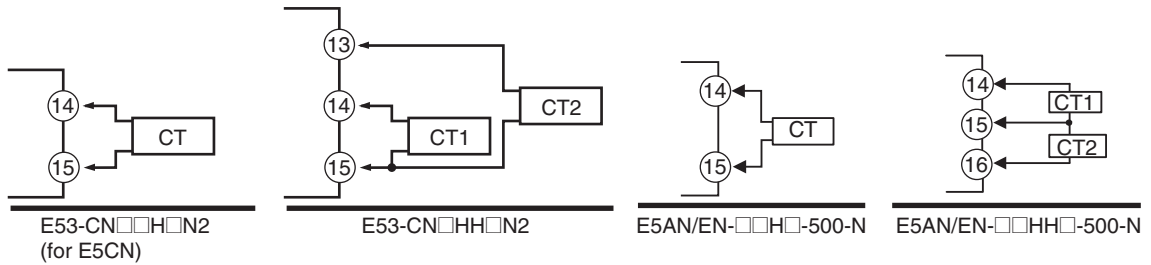 14
15
CT
E53-CN□□H□N2
(for E5CN)
13
14
15
CT1
CT2
E53-CN□HH□N2
14
15
CT
E5AN/EN-□□H□-500-N
14
15
16
CT1
CT2
E5AN/EN-□□HH□-500-N